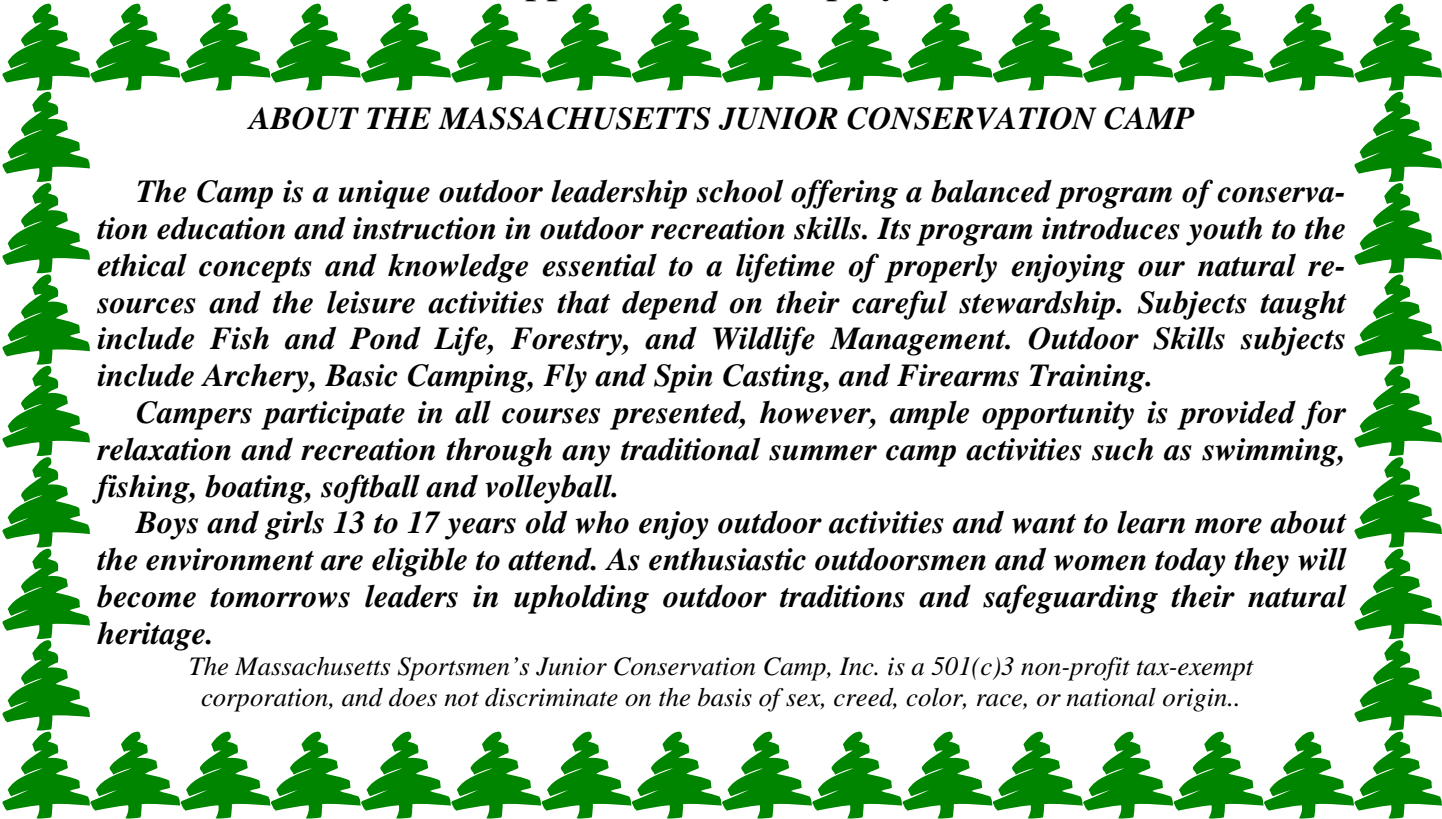 ABOUT THE MASSACHUSETTS JUNIOR CONSERVATION CAMP
The Camp is a unique outdoor leadership school offering a balanced program of conserva-
tion education and instruction in outdoor recreation skills. Its program introduces youth to the
ethical concepts and knowledge essential to a lifetime of properly enjoying our natural re-
sources and the leisure activities that depend on their careful stewardship. Subjects taught
include Fish and Pond Life, Forestry, and Wildlife Management. Outdoor Skills subjects
include Archery, Basic Camping, Fly and Spin Casting, and Firearms Training.
Campers participate in all courses presented, however, ample opportunity is provided for
relaxation and recreation through any traditional summer camp activities such as swimming,
fishing, boating, softball and volleyball.
Boys and girls 13 to 17 years old who enjoy outdoor activities and want to learn more about
the environment are eligible to attend. As enthusiastic outdoorsmen and women today they will
become tomorrows leaders in upholding outdoor traditions and safeguarding their natural
heritage.
The Massachusetts Sportsmen's Junior Conservation Camp, Inc. is a 501(c)3 non-profit tax-exempt
corporation, and does not discriminate on the basis of sex, creed, color, race, or national origin..